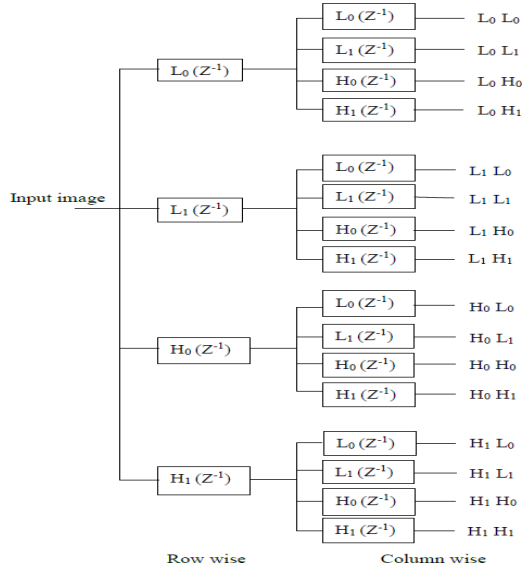 L₀ (Z⁻¹) L₀ L₀
L₁ (Z⁻¹) L₀ L₁
L₀ (Z⁻¹)
H₀ (Z⁻¹) L₀ H₀
H₁ (Z⁻¹) L₀ H₁
L₀ (Z⁻¹) L₁ L₀
Input image
L₁ (Z⁻¹) L₁ L₁
L₁ (Z⁻¹)
H₀ (Z⁻¹) L₁ H₀
H₁ (Z⁻¹) L₁ H₁
L₀ (Z⁻¹) H₀ L₀
L₁ (Z⁻¹) H₀ L₁
H₀ (Z⁻¹)
H₀ (Z⁻¹) H₀ H₀
H₁ (Z⁻¹) H₀ H₁
L₀ (Z⁻¹) H₁ L₀
L₁ (Z⁻¹) H₁ L₁
H₁ (Z⁻¹)
H₀ (Z⁻¹) H₁ H₀
H₁ (Z⁻¹) H₁ H₁
Row wise Column wise